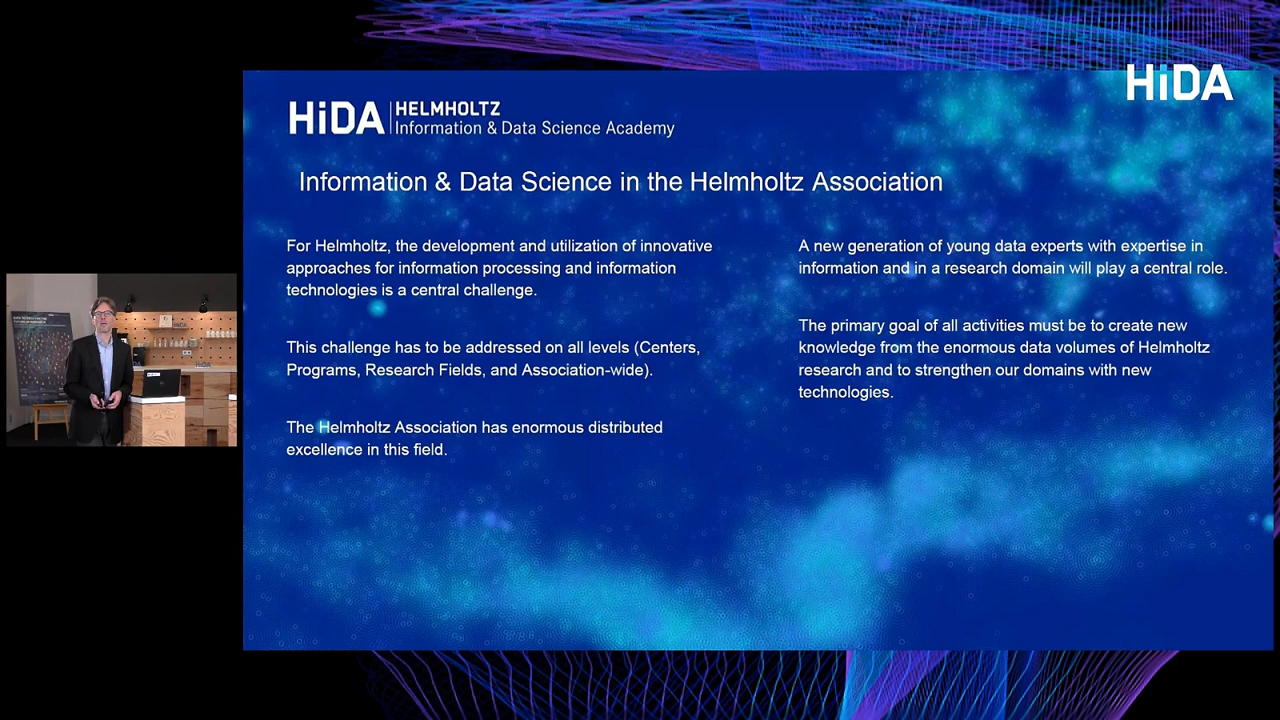 HiDA
HiDA
HELMHOLTZ
Information & Data Science Academy
Information & Data Science in the Helmholtz Association
For Helmholtz, the development and utilization of innovative
approaches for information processing and information
technologies is a central challenge.
This challenge has to be addressed on all levels (Centers,
Programs, Research Fields, and Association-wide).
The Helmholtz Association has enormous distributed
excellence in this field.
A new generation of young data experts with expertise in
information and in a research domain will play a central role.
The primary goal of all activities must be to create new
knowledge from the enormous data volumes of Helmholtz
research and to strengthen our domains with new
technologies.